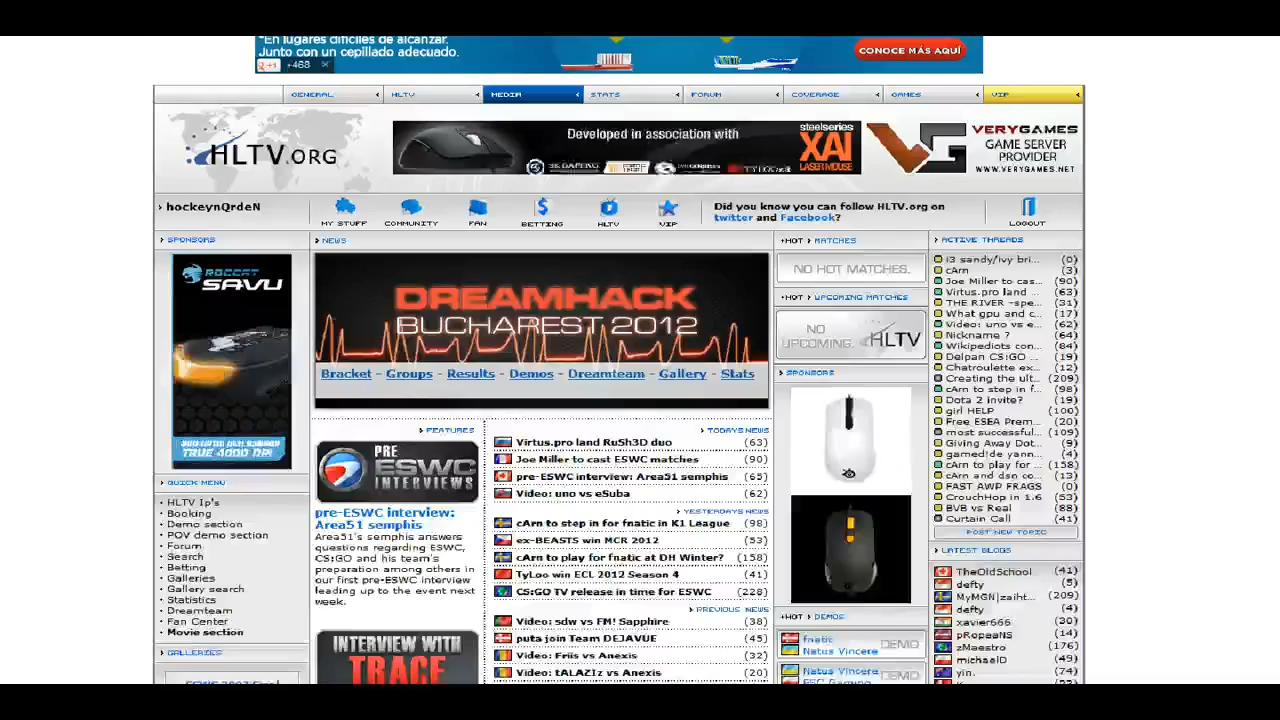 "En lugares difíciles de alcanzar.
Junto con un cepillado adecuado.
CONOCE MÁS AQUÍ
+1 +468
GENERAL HLTV MEDIA STATS FORUM COVERAGE GAMES VIP
HLTV.ORG
Developed in association with
steelseries
XAI
LASER MOUSE
VERYGAMES
GAME SERVER
PROVIDER
WWW.VERYGAMES.NET
hockeynQrdeN
MY STUFF COMMUNITY FAN BETTING HLTV VIP
Did you know you can follow HLTV.org on
twitter and Facebook?
LOGOUT
SPONSORS
ROCCAT
SAVU
TRUE 4000 DPI
QUICK MENU
HLTV Ip's
Booking
Demo section
POV demo section
Forum
Search
Betting
Galleries
Gallery search
Statistics
Dreamteam
Fan Center
Movie section
GALLERIES
NEWS
DREAMHACK
BUCHAREST 2012
Bracket - Groups - Results - Demos - Dreamteam - Gallery - Stats
FEATURES
PRE
ESWC
INTERVIEWS
pre-ESWC interview:
Area51 semphis
Area51's semphis answers
questions regarding ESWC,
CS:GO and his team's
preparation among others in
our first pre-ESWC interview
leading up to the event next
week.
INTERVIEW WITH
TRACE
TODAYS NEWS
Virtus.pro land RuSh3D duo (63)
Joe Miller to cast ESWC matches (90)
pre-ESWC interview: Area51 semphis (65)
Video: uno vs eSuba (62)
YESTERDAYS NEWS
cArn to step in for fnatic in K1 League (98)
ex-BEASTS win MCR 2012 (53)
cArn to play for fnatic at DH Winter? (158)
TyLoo win ECL 2012 Season 4 (41)
CS:GO TV release in time for ESWC (228)
PREVIOUS NEWS
Video: sdw vs FM! Sapphire (38)
puta join Team DEJAVUE (45)
Video: Friis vs Anexis (32)
Video: tALAZ1z vs Anexis (20)
HOT MATCHES
NO HOT MATCHES.
HOT UPCOMING MATCHES
NO
UPCOMING.
HLTV
SPONSORS
HOT DEMOS
fnatic
Natus Vincere
DEMO
Natus Vincere
ESC Gaming
DEMO
ACTIVE THREADS
i3 sandy/ivy bri... (0)
cArn (3)
Joe Miller to cas... (90)
Virtus.pro land ... (63)
THE RIVER -spe... (31)
What gpu and c... (17)
Video: uno vs e... (62)
Nickname ? (64)
Wikipedists con... (84)
Delpan CS:GO ... (19)
Chatroulette ex... (12)
Creating the ult... (209)
cArn to step in f... (98)
Dota 2 invite? (19)
girl HELP (100)
Free ESEA Premi... (20)
most successful... (109)
Giving Away Dot... (9)
gamed!de yann... (4)
cArn to play for ... (158)
cArn and dsn co... (13)
FAST AWP FRAGS (0)
CrouchHop in 1.6 (53)
BVB vs Real (88)
Curtain Call (41)
POST NEW TOPIC
LATEST BLOGS
TheOldSchool (41)
defty (5)
MyMGN|zaiht... (209)
defty (4)
xavier666 (30)
pRopaaNS (14)
zMaestro (176)
michaelD (49)
yin. (74)